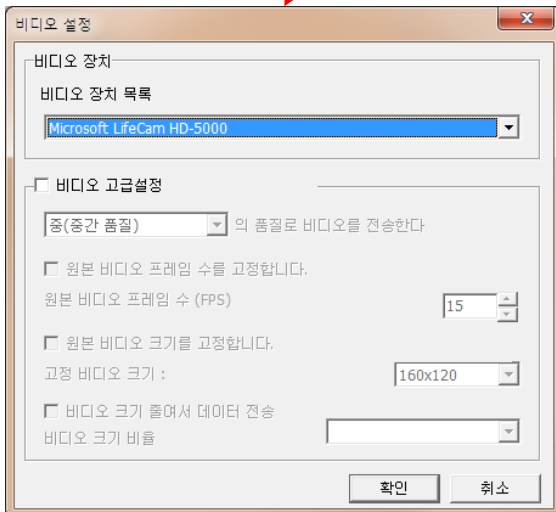 비디오 설정
비디오 장치
비디오 장치 목록
Microsoft LifeCam HD-5000
비디오 고급설정
중(중간 품질) 의 품질로 비디오를 전송한다
원본 비디오 프레임 수를 고정합니다.
원본 비디오 프레임 수 (FPS) 15
원본 비디오 크기를 고정합니다.
고정 비디오 크기 : 160x120
비디오 크기 줄여서 데이터 전송
비디오 크기 비율
확인 취소